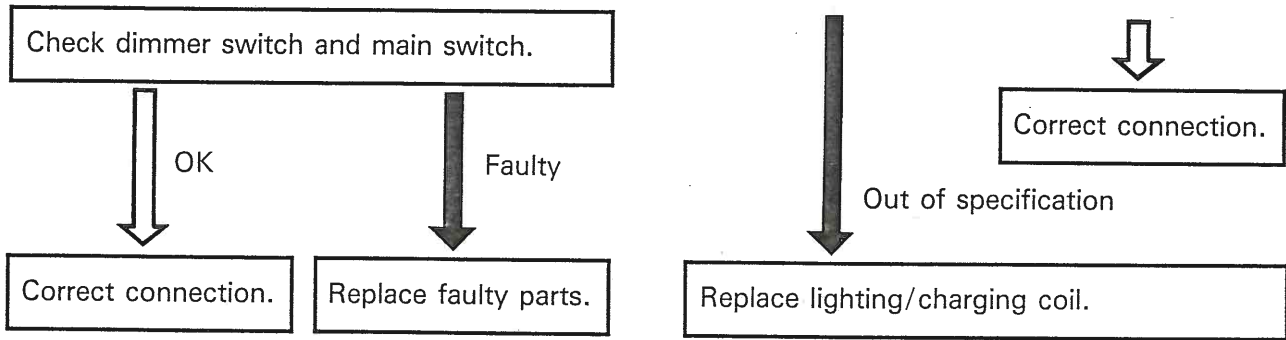 Check dimmer switch and main switch.
OK
Faulty
Correct connection.
Replace faulty parts.
Correct connection.
Out of specification
Replace lighting/charging coil.